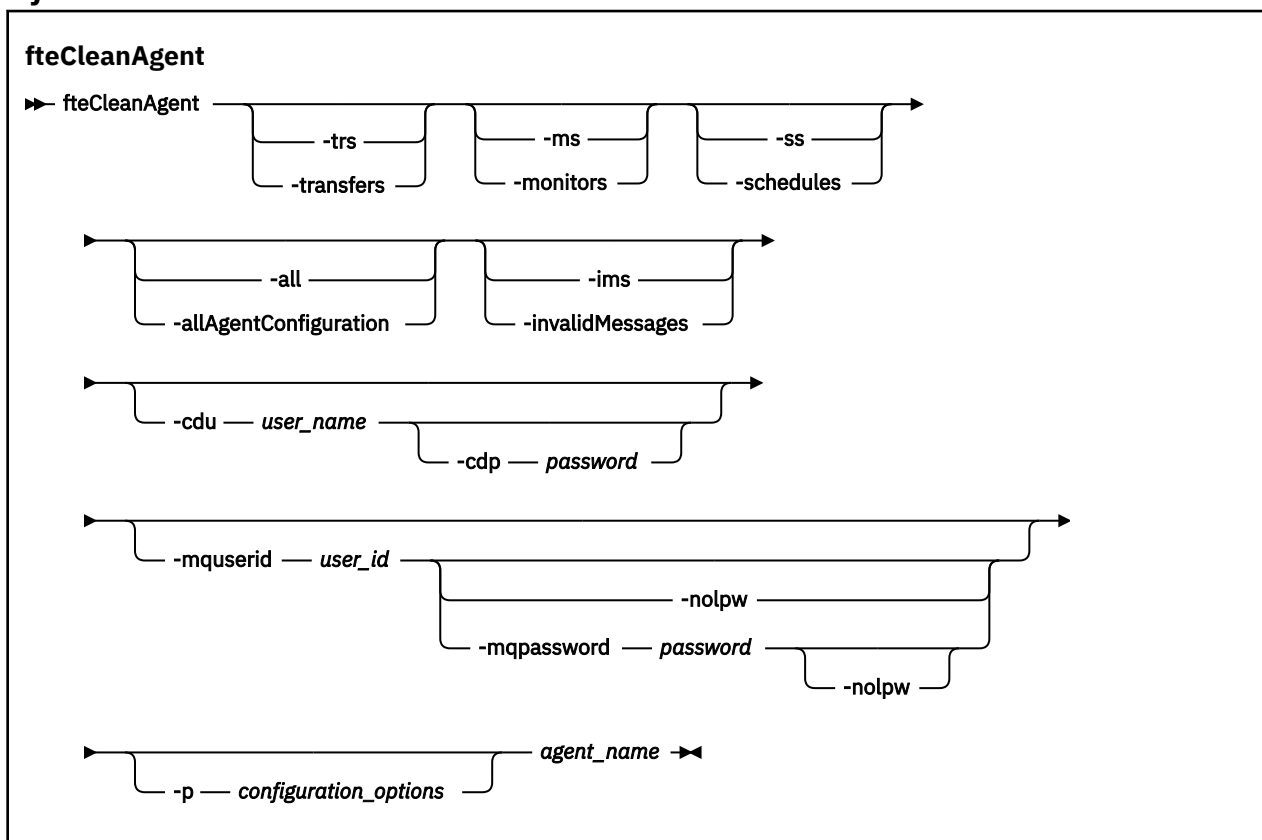 fteCleanAgent
fteCleanAgent
-trs -ms -ss
-transfers -monitors -schedules
-all -ims
-allAgentConfiguration -invalidMessages
-cdu user_name
-cdp password
-mquserid user_id
-nolpw
-mqpassword password
-nolpw
agent_name
-p configuration_options